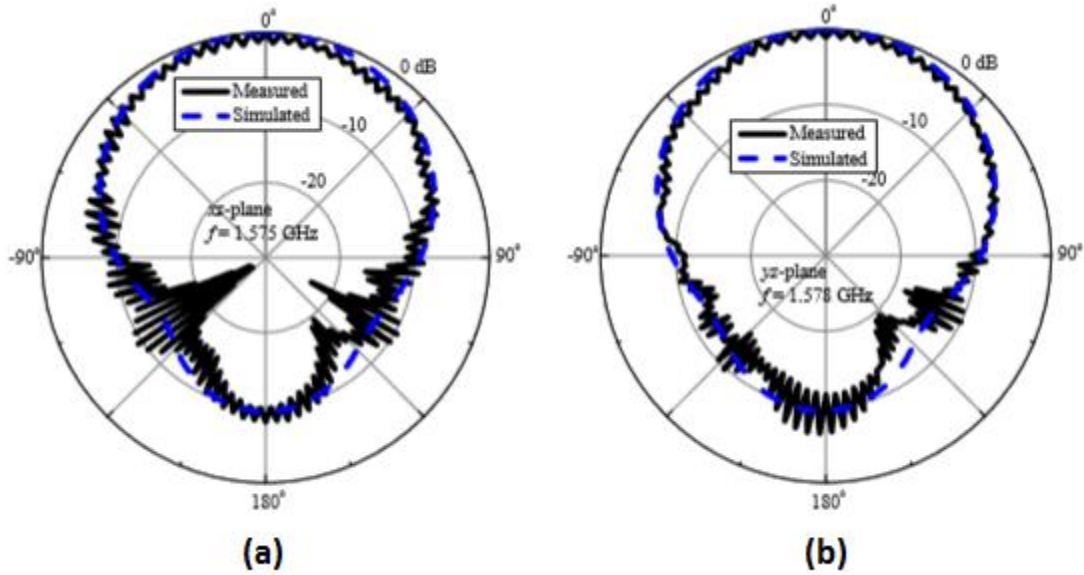 0°
0 dB
Measured
Simulated
-10
-20
xz-plane
f = 1.575 GHz
-90°
90°
180°
(a)
0°
0 dB
-10
Measured
Simulated
-20
-90°
90°
yz-plane
f = 1.578 GHz
180°
(b)